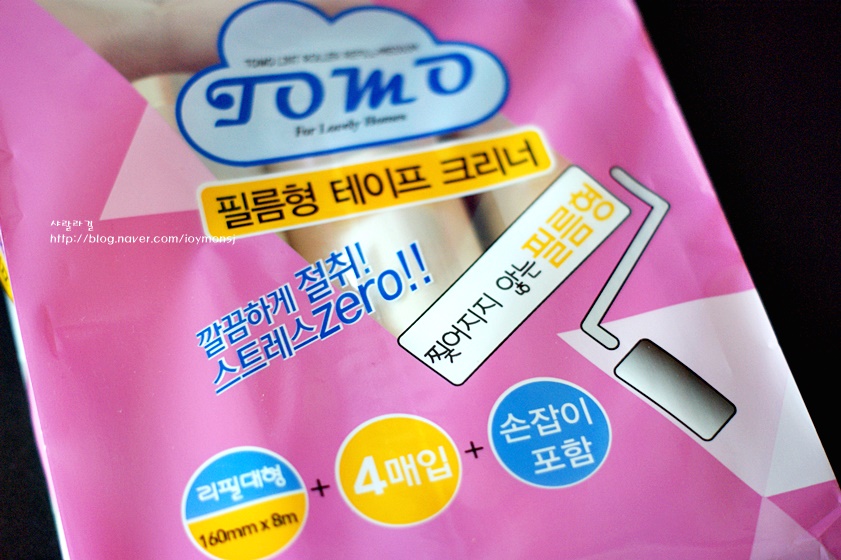 TOMO LINT ROLLER REFILL-MEDIUM
TOMO
For Lovely Homes
필름형 테이프 크리너
깔끔하게 절취!
스트레스zero!!
찢어지지 않는 필름형
샤랄라걸
http://blog.naver.com/joymansj
리필대형
160mm x 8m
+
4매입
+
손잡이
포함